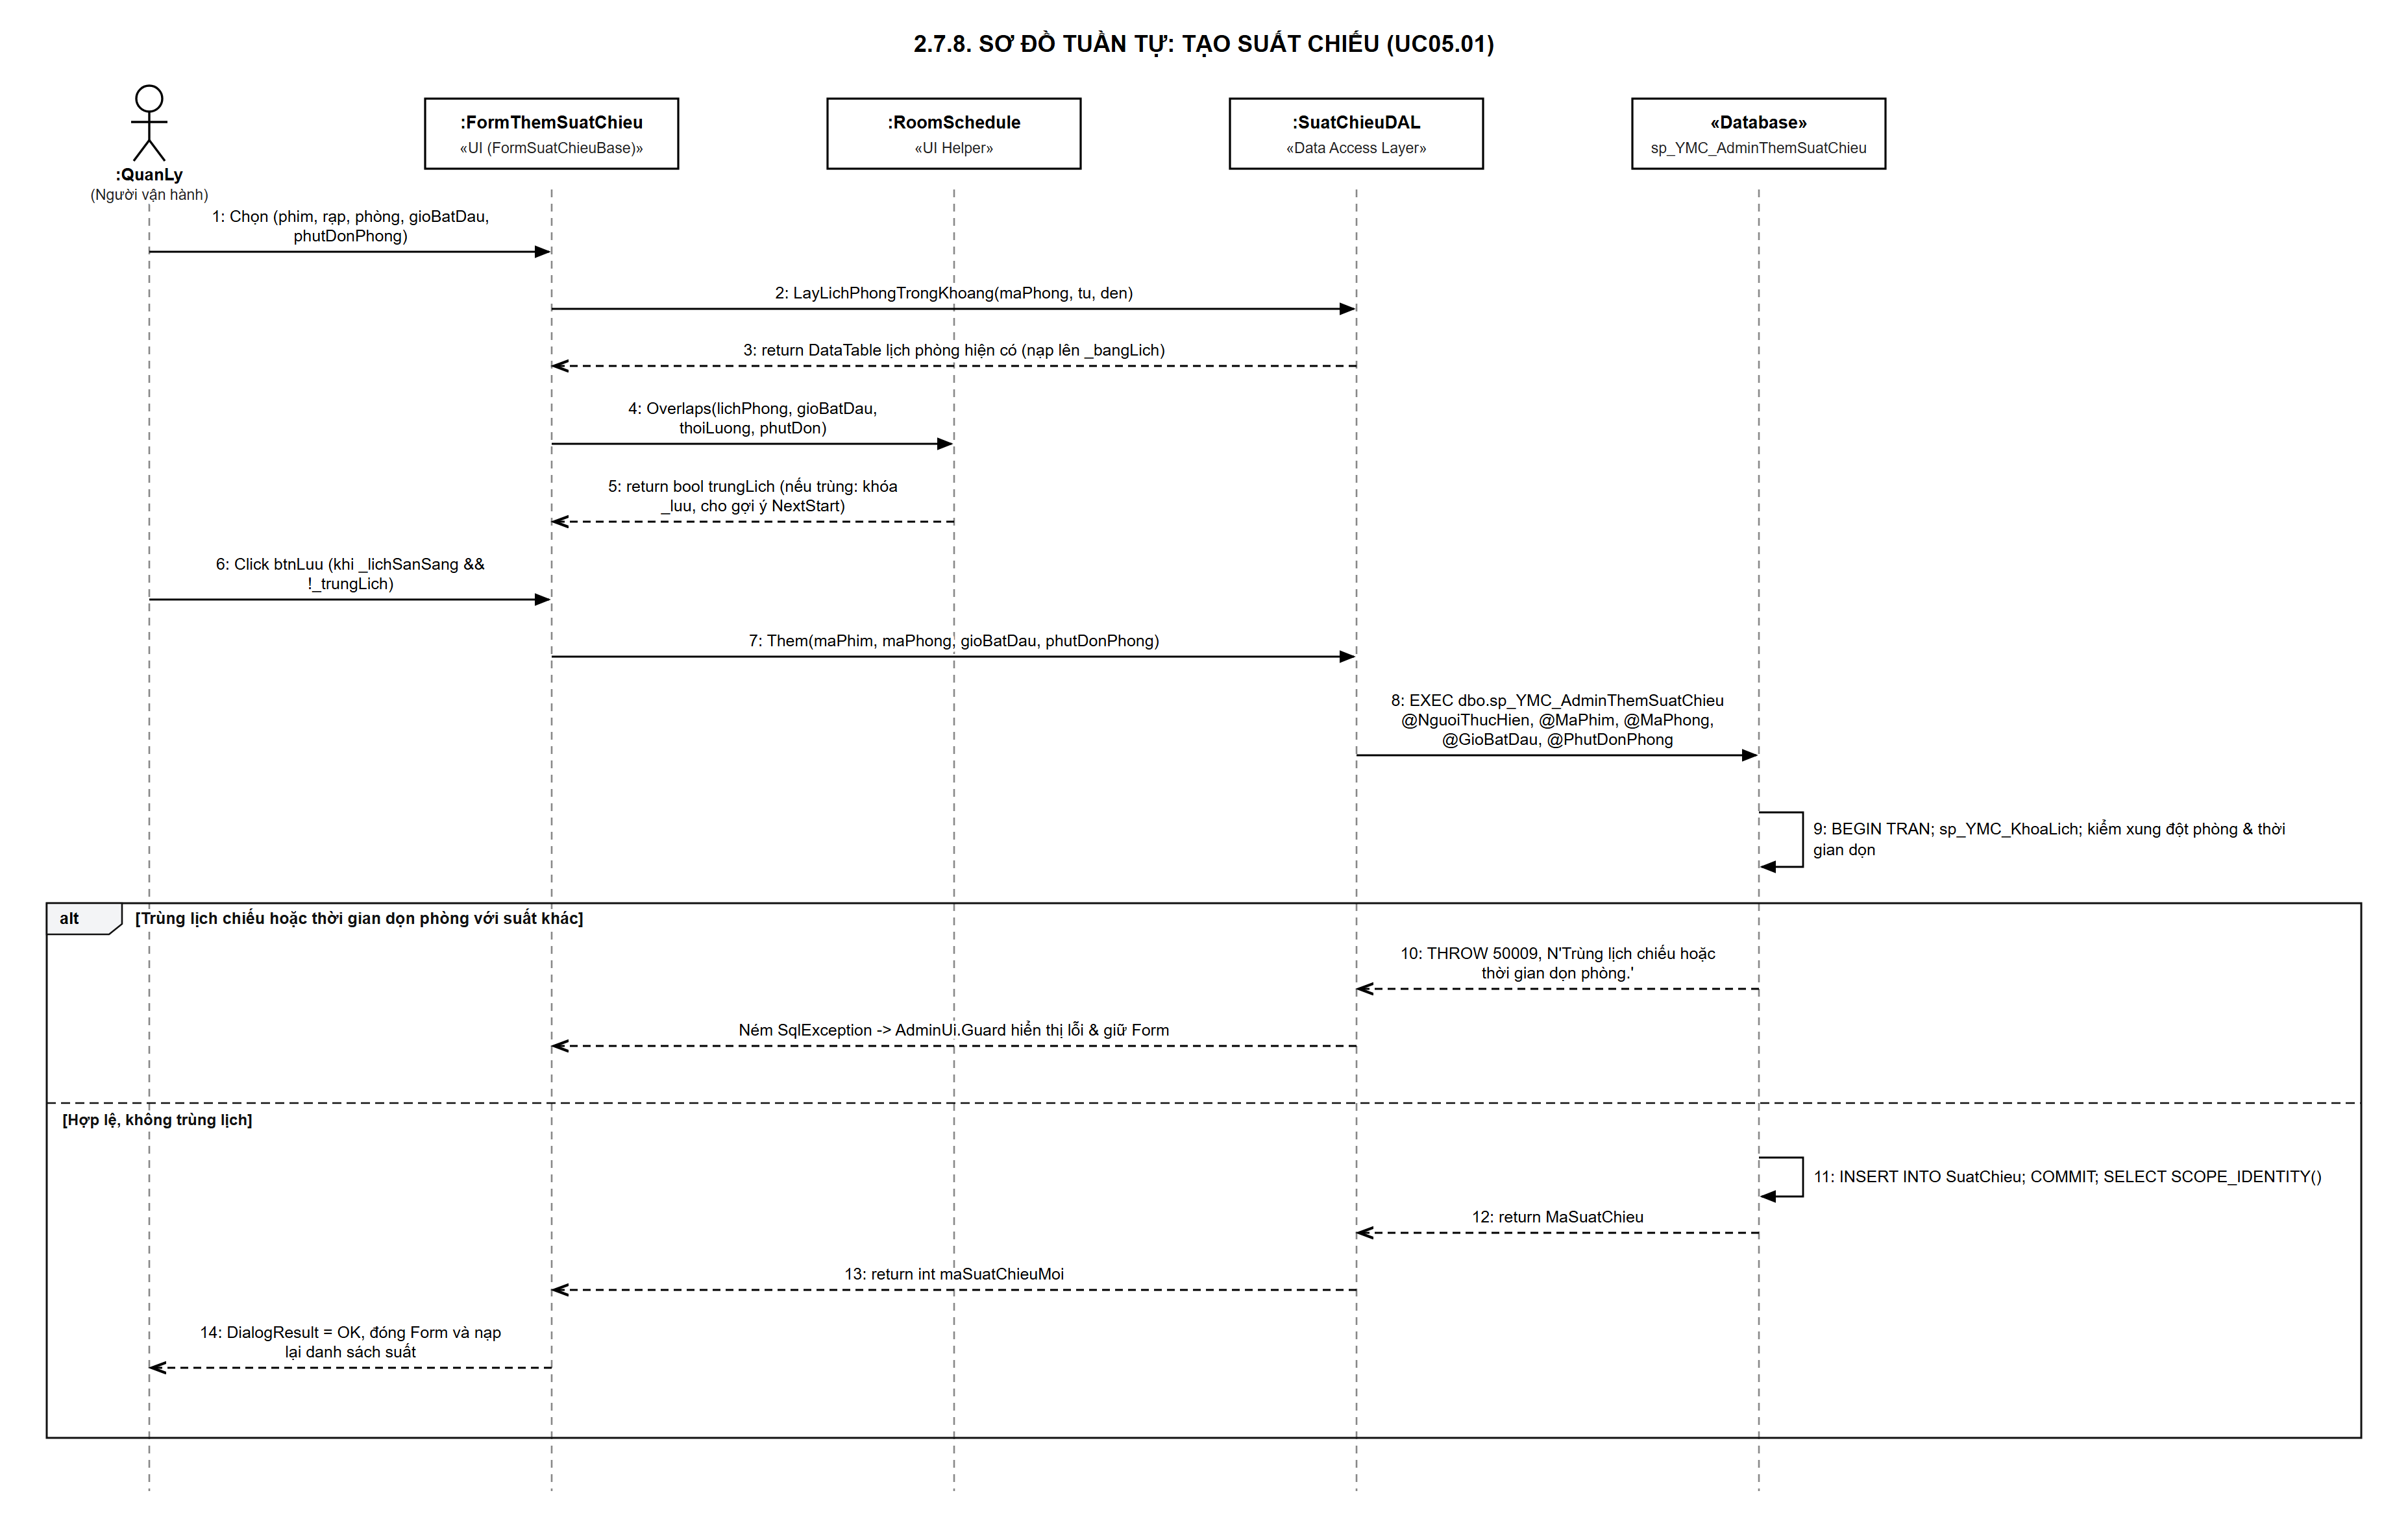 2.7.8. SƠ ĐỒ TUẦN TỰ: TẠO SUẤT CHIẾU (UC05.01)
:QuanLy
(Người vận hành)
:FormThemSuatChieu
«UI (FormSuatChieuBase)»
:RoomSchedule
«UI Helper»
:SuatChieuDAL
«Data Access Layer»
«Database»
sp_YMC_AdminThemSuatChieu
1: Chọn (phim, rạp, phòng, gioBatDau,
phutDonPhong)
2: LayLichPhongTrongKhoang(maPhong, tu, den)
3: return DataTable lịch phòng hiện có (nạp lên _bangLich)
4: Overlaps(lichPhong, gioBatDau,
thoiLuong, phutDon)
5: return bool trungLich (nếu trùng: khóa
_luu, cho gợi ý NextStart)
6: Click btnLuu (khi _lichSanSang &&
!_trungLich)
7: Them(maPhim, maPhong, gioBatDau, phutDonPhong)
8: EXEC dbo.sp_YMC_AdminThemSuatChieu
@NguoiThucHien, @MaPhim, @MaPhong,
@GioBatDau, @PhutDonPhong
9: BEGIN TRAN; sp_YMC_KhoaLich; kiểm xung đột phòng & thời
gian dọn
alt
[Trùng lịch chiếu hoặc thời gian dọn phòng với suất khác]
10: THROW 50009, N'Trùng lịch chiếu hoặc
thời gian dọn phòng.'
Ném SqlException -> AdminUi.Guard hiển thị lỗi & giữ Form
[Hợp lệ, không trùng lịch]
11: INSERT INTO SuatChieu; COMMIT; SELECT SCOPE_IDENTITY()
12: return MaSuatChieu
13: return int maSuatChieuMoi
14: DialogResult = OK, đóng Form và nạp
lại danh sách suất